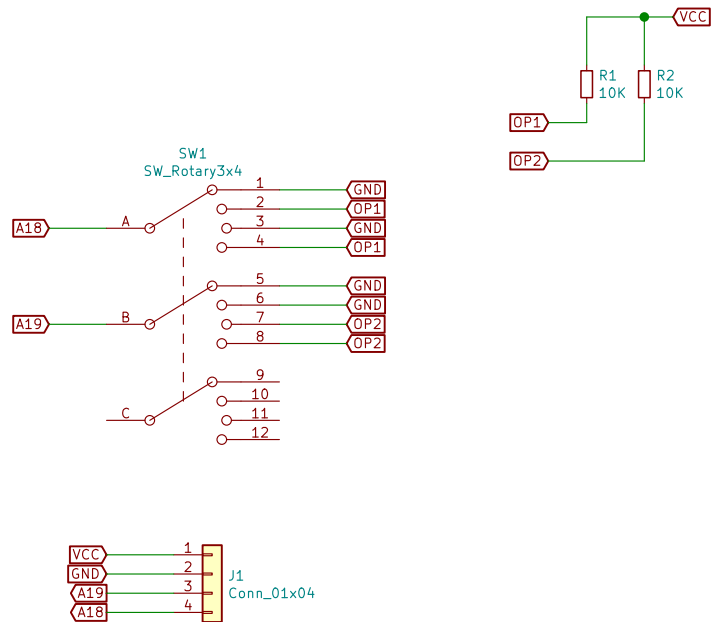 VCC
R1
10K
R2
10K
OP1
OP2
SW1
SW_Rotary3x4
A18
A
1
GND
2
OP1
3
GND
4
OP1
A19
B
5
GND
6
GND
7
OP2
8
OP2
C
9
10
11
12
VCC
1
GND
2
A19
3
A18
4
J1
Conn_01x04